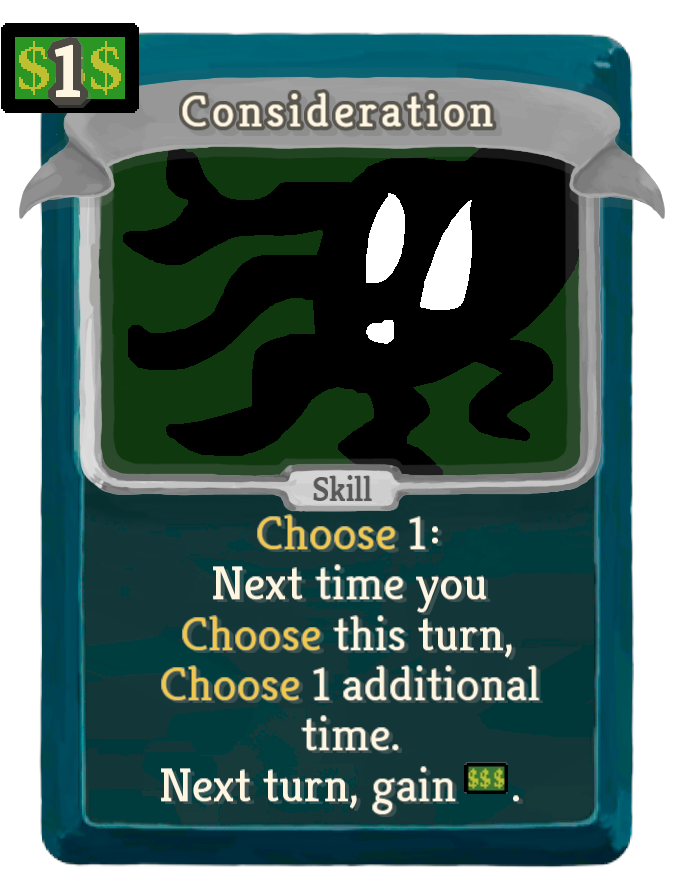 $1$
Consideration
Skill
Choose 1:
Next time you
Choose this turn,
Choose 1 additional
time.
Next turn, gain $$$.